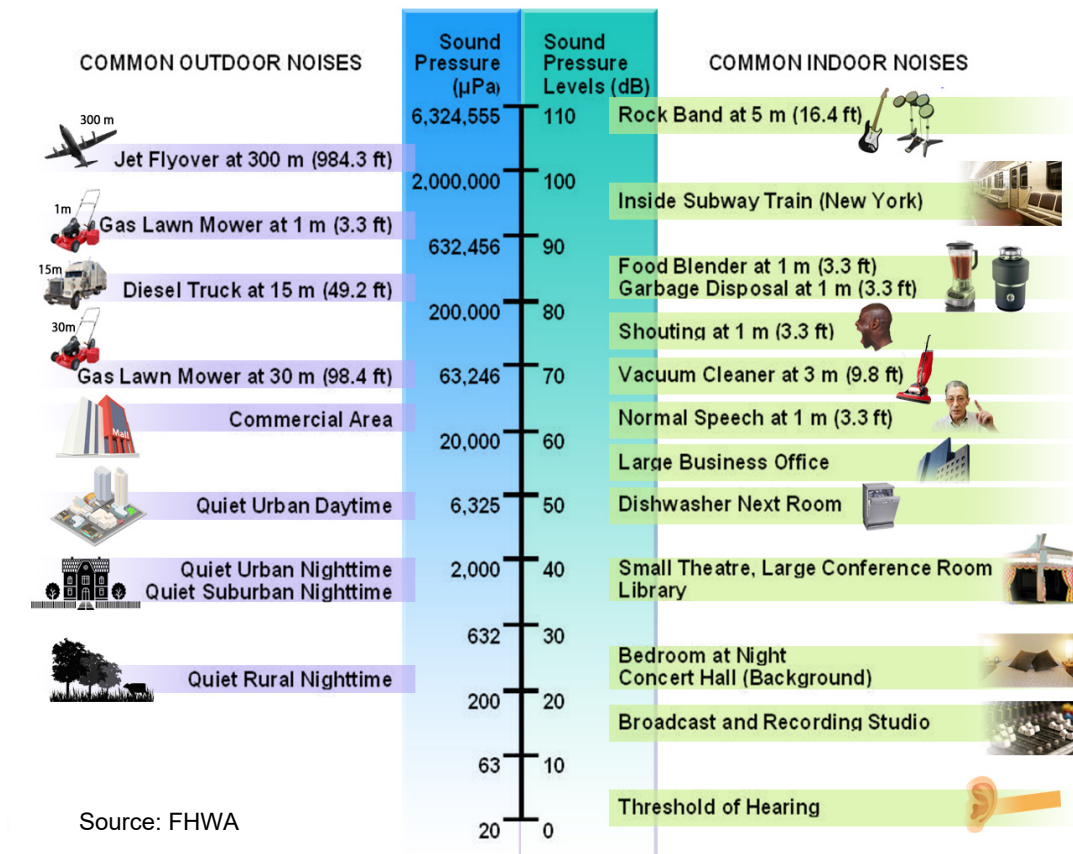 COMMON OUTDOOR NOISES
300 m
Jet Flyover at 300 m (984.3 ft)
1m
Gas Lawn Mower at 1 m (3.3 ft)
15m
Diesel Truck at 15 m (49.2 ft)
30m
Gas Lawn Mower at 30 m (98.4 ft)
Mall
Commercial Area
Quiet Urban Daytime
Quiet Urban Nighttime
Quiet Suburban Nighttime
Quiet Rural Nighttime
Source: FHWA
Sound
Pressure
(µPa)
6,324,555
2,000,000
632,456
200,000
63,246
20,000
6,325
2,000
632
200
63
20
Sound
Pressure
Levels (dB)
110
100
90
80
70
60
50
40
30
20
10
0
COMMON INDOOR NOISES
Rock Band at 5 m (16.4 ft)
Inside Subway Train (New York)
Food Blender at 1 m (3.3 ft)
Garbage Disposal at 1 m (3.3 ft)
Shouting at 1 m (3.3 ft)
Vacuum Cleaner at 3 m (9.8 ft)
Normal Speech at 1 m (3.3 ft)
Large Business Office
Dishwasher Next Room
Small Theatre, Large Conference Room
Library
Bedroom at Night
Concert Hall (Background)
Broadcast and Recording Studio
Threshold of Hearing